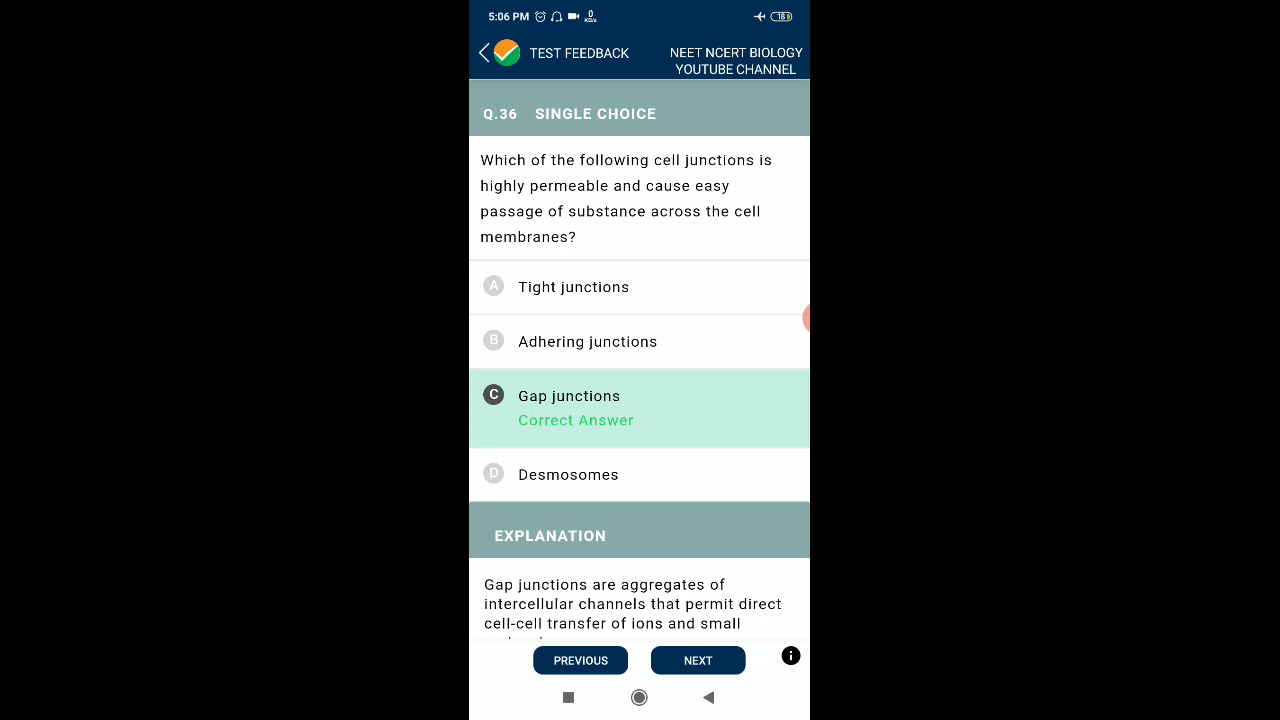 5:06 PM 0 KB/s 18
TEST FEEDBACK NEET NCERT BIOLOGY
YOUTUBE CHANNEL
Q.36 SINGLE CHOICE
Which of the following cell junctions is
highly permeable and cause easy
passage of substance across the cell
membranes?
A Tight junctions
B Adhering junctions
C Gap junctions
Correct Answer
D Desmosomes
EXPLANATION
Gap junctions are aggregates of
intercellular channels that permit direct
cell-cell transfer of ions and small
PREVIOUS NEXT